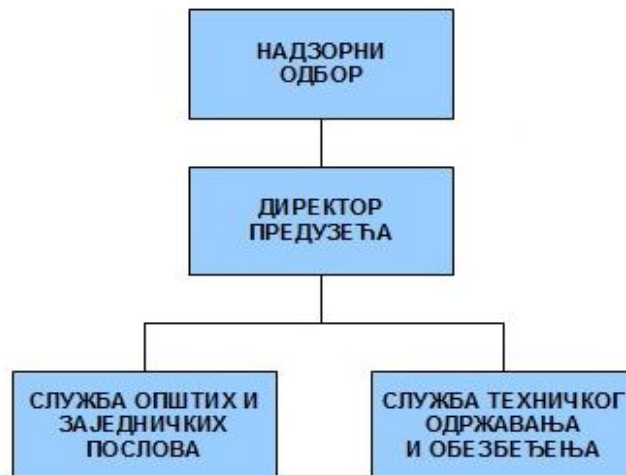 НАДЗОРНИ
ОДБОР
ДИРЕКТОР
ПРЕДУЗЕЋА
СЛУЖБА ОПШТИХ И
ЗАЈЕДНИЧКИХ
ПОСЛОВА
СЛУЖБА ТЕХНИЧКОГ
ОДРЖАВАЊА
И ОБЕЗБЕЂЕЊА